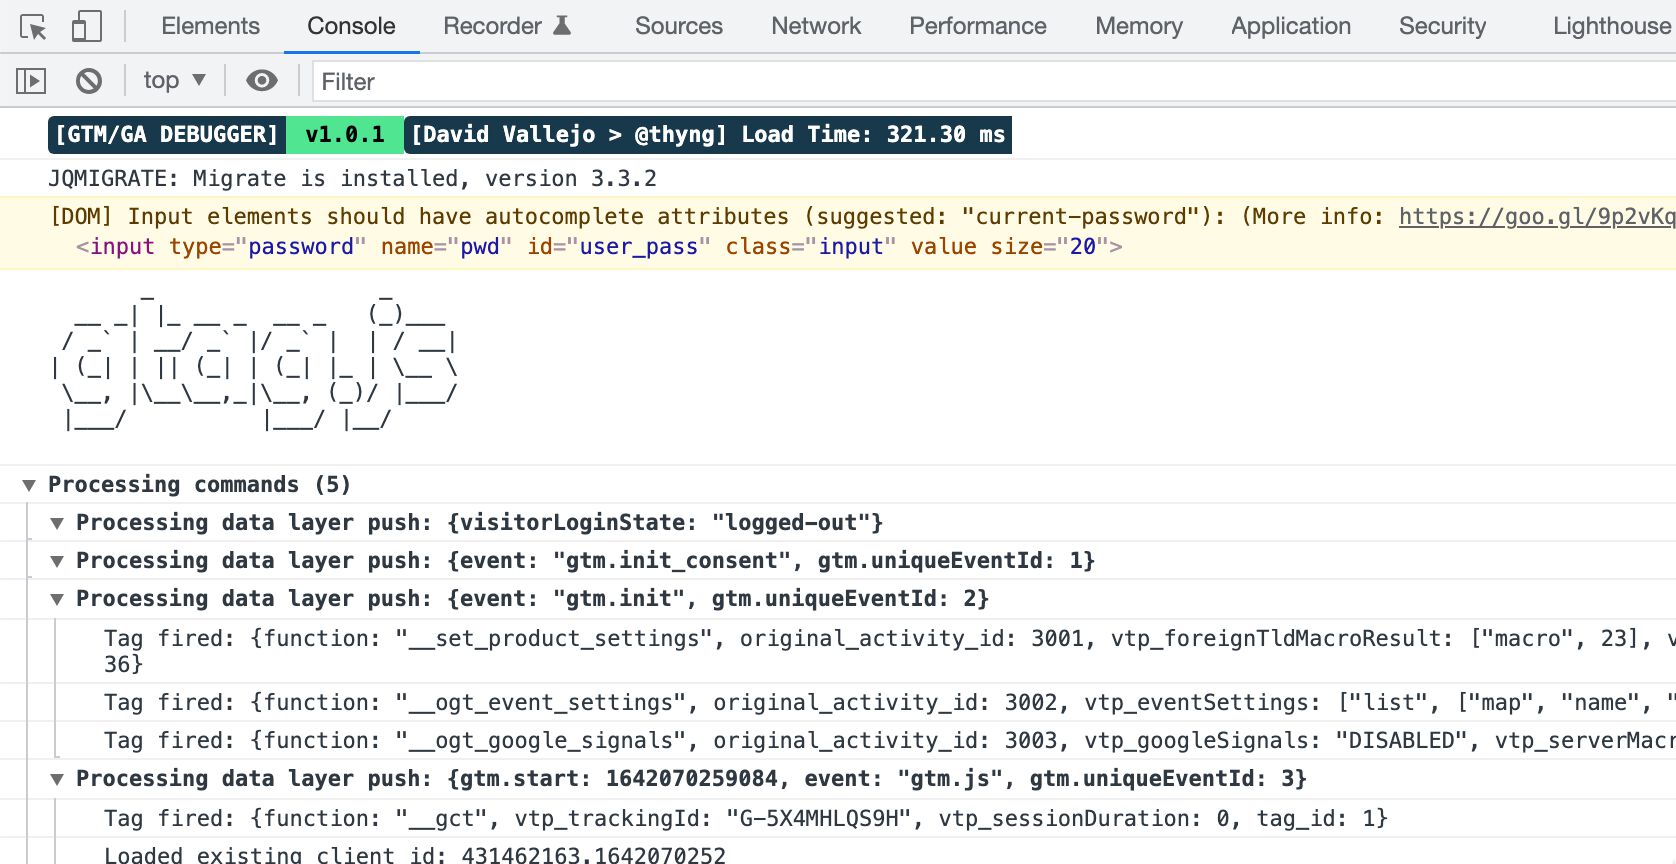 Elements Console Recorder Sources Network Performance Memory Application Security Lighthouse
top Filter
[GTM/GA DEBUGGER] v1.0.1 [David Vallejo > @thyng] Load Time: 321.30 ms
JQMIGRATE: Migrate is installed, version 3.3.2
[DOM] Input elements should have autocomplete attributes (suggested: "current-password"): (More info: https://goo.gl/9p2vKq
<input type="password" name="pwd" id="user_pass" class="input" value size="20">
gtag.js
Processing commands (5)
Processing data layer push: {visitorLoginState: "logged-out"}
Processing data layer push: {event: "gtm.init_consent", gtm.uniqueEventId: 1}
Processing data layer push: {event: "gtm.init", gtm.uniqueEventId: 2}
Tag fired: {function: "__set_product_settings", original_activity_id: 3001, vtp_foreignTldMacroResult: ["macro", 23], v
36}
Tag fired: {function: "__ogt_event_settings", original_activity_id: 3002, vtp_eventSettings: ["list", ["map", "name", "
Tag fired: {function: "__ogt_google_signals", original_activity_id: 3003, vtp_googleSignals: "DISABLED", vtp_serverMacr
Processing data layer push: {gtm.start: 1642070259084, event: "gtm.js", gtm.uniqueEventId: 3}
Tag fired: {function: "__gct", vtp_trackingId: "G-5X4MHLQS9H", vtp_sessionDuration: 0, tag_id: 1}
Loaded existing client id: 431462163.1642070252